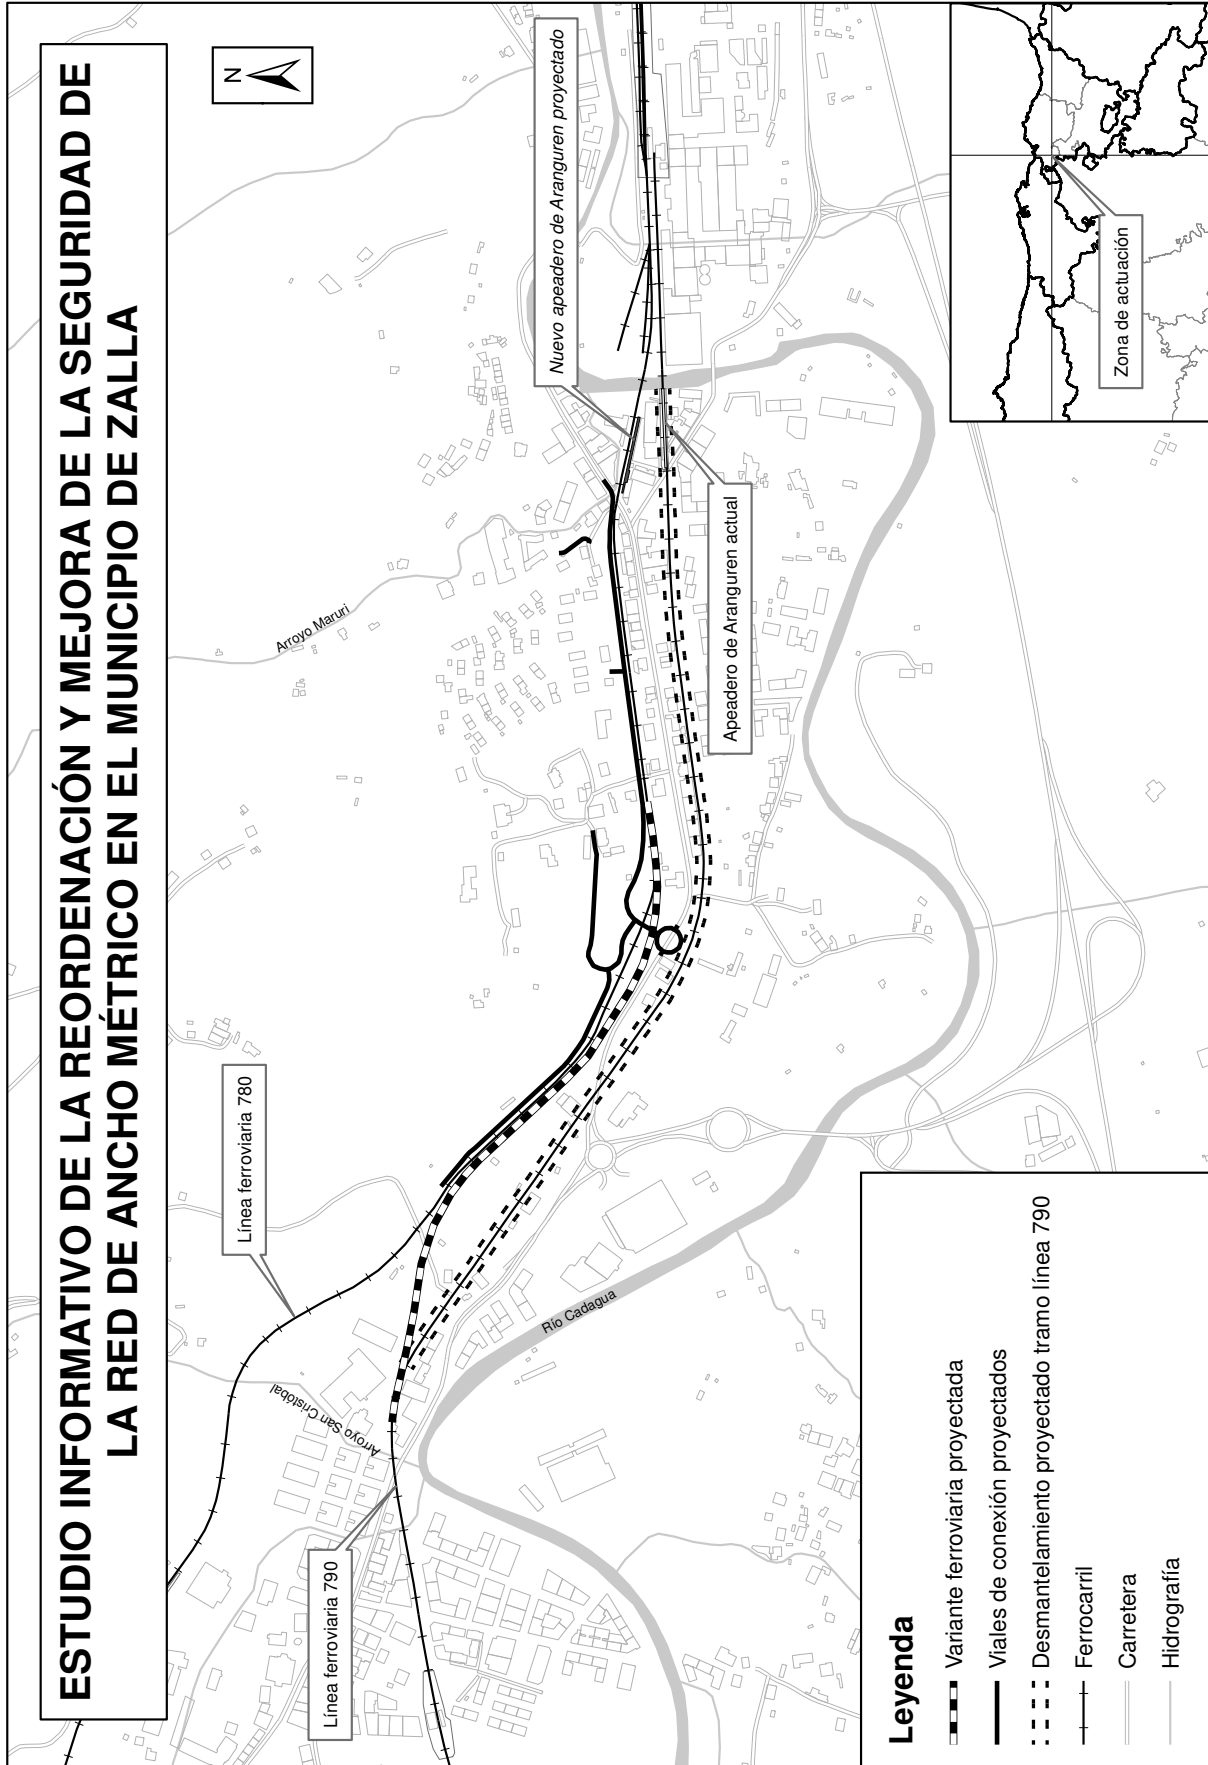 ESTUDIO INFORMATIVO DE LA REORDENACIÓN Y MEJORA DE LA SEGURIDAD DE
LA RED DE ANCHO MÉTRICO EN EL MUNICIPIO DE ZALLA
N
Nuevo apeadero de Aranguren proyectado
Arroyo Maruri
Apeadero de Aranguren actual
Línea ferroviaria 780
Arroyo San Cristóbal
Línea ferroviaria 790
Río Cadagua
Zona de actuación
Leyenda
Variante ferroviaria proyectada
Viales de conexión proyectados
Desmantelamiento proyectado tramo línea 790
Ferrocarril
Carretera
Hidrografía